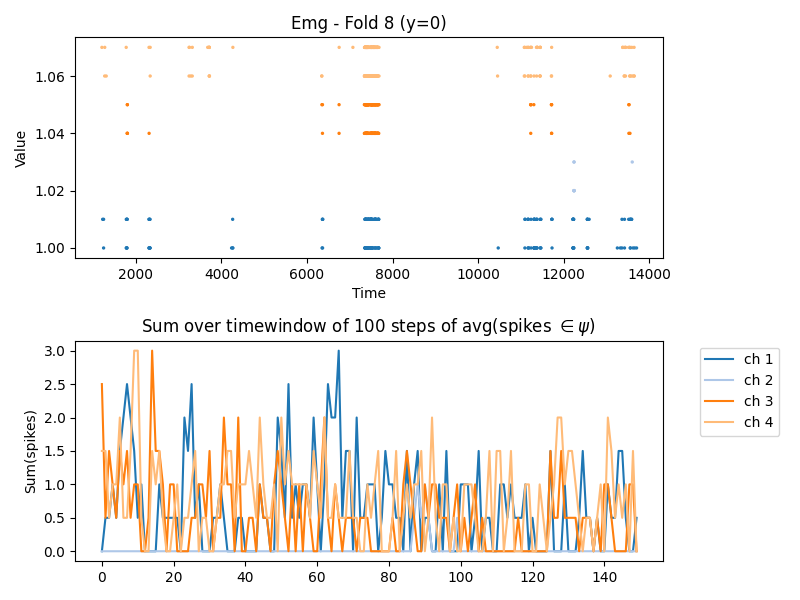 Emg - Fold 8 (y=0)
Value
1.06
1.04
1.02
1.00
2000 4000 6000 8000 10000 12000 14000
Time
Sum over timewindow of 100 steps of avg(spikes ∈ ψ)
Sum(spikes)
3.0
2.5
2.0
1.5
1.0
0.5
0.0
0 20 40 60 80 100 120 140
ch 1
ch 2
ch 3
ch 4